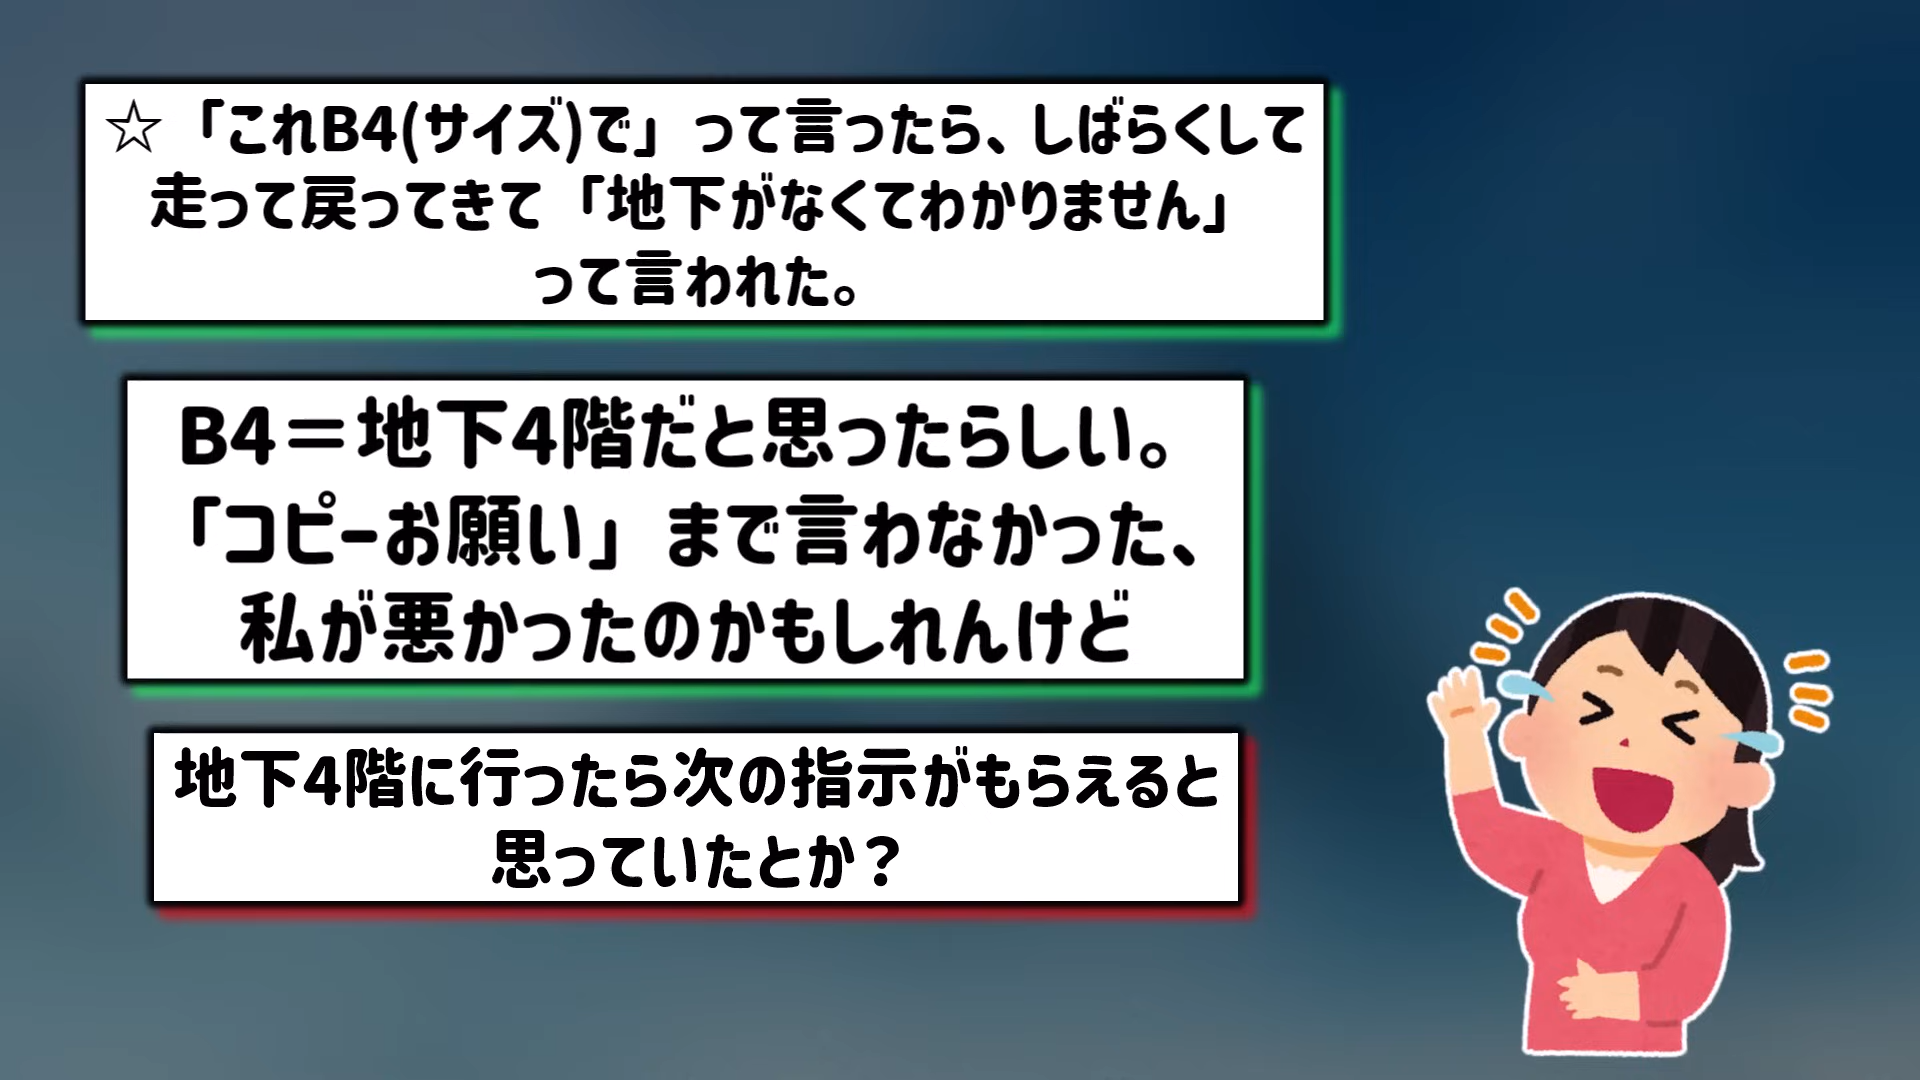 ☆「これB4(サイズ)で」って言ったら、しばらくして
走って戻ってきて「地下がなくてわかりません」
って言われた。
B4＝地下4階だと思ったらしい。
「コピーお願い」まで言わなかった、
私が悪かったのかもしれんけど
地下4階に行ったら次の指示がもらえると
思っていたとか？